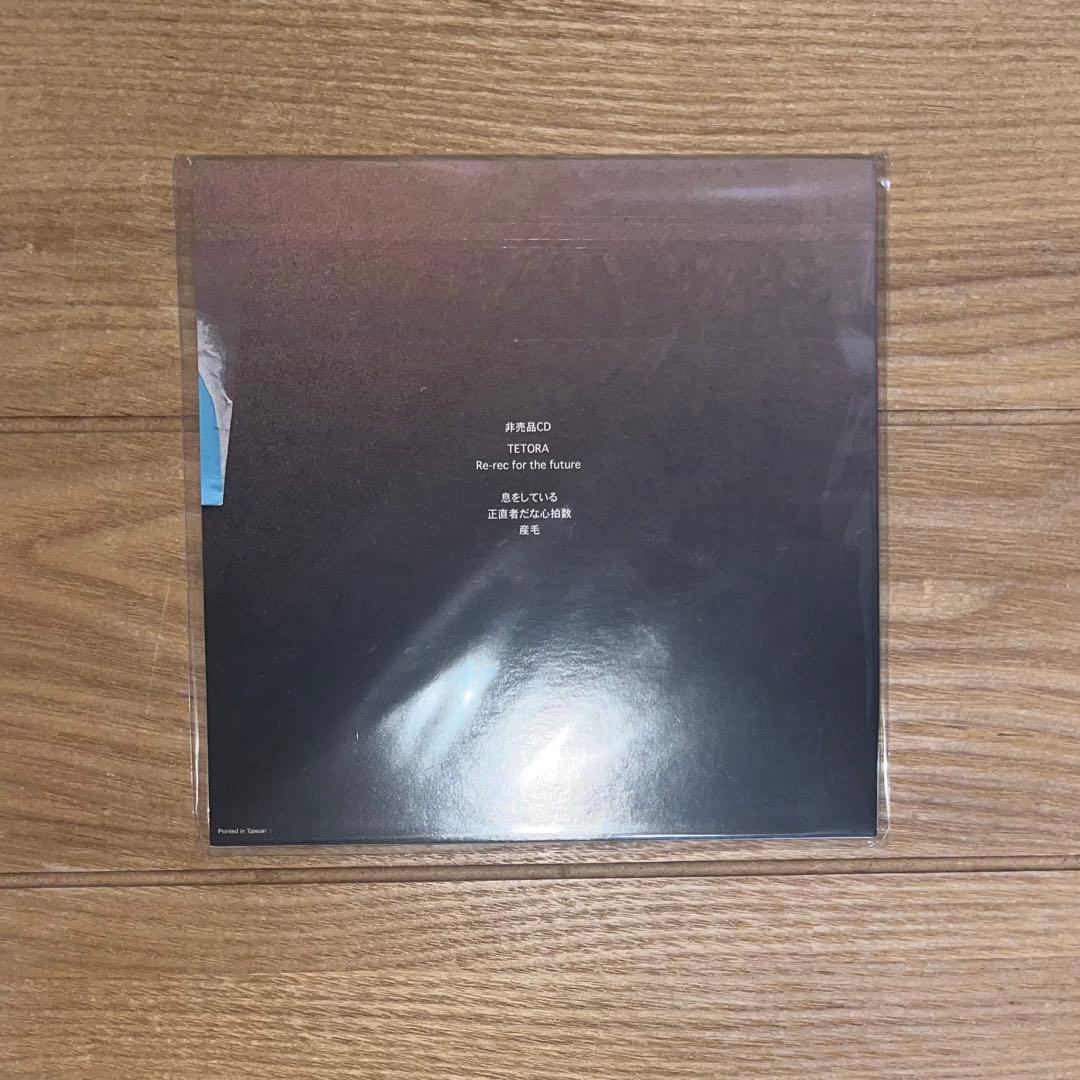 非売品CD
TETORA
Re-rec for the future
息をしている
正直者だな心拍数
産毛
Printed in Taiwan